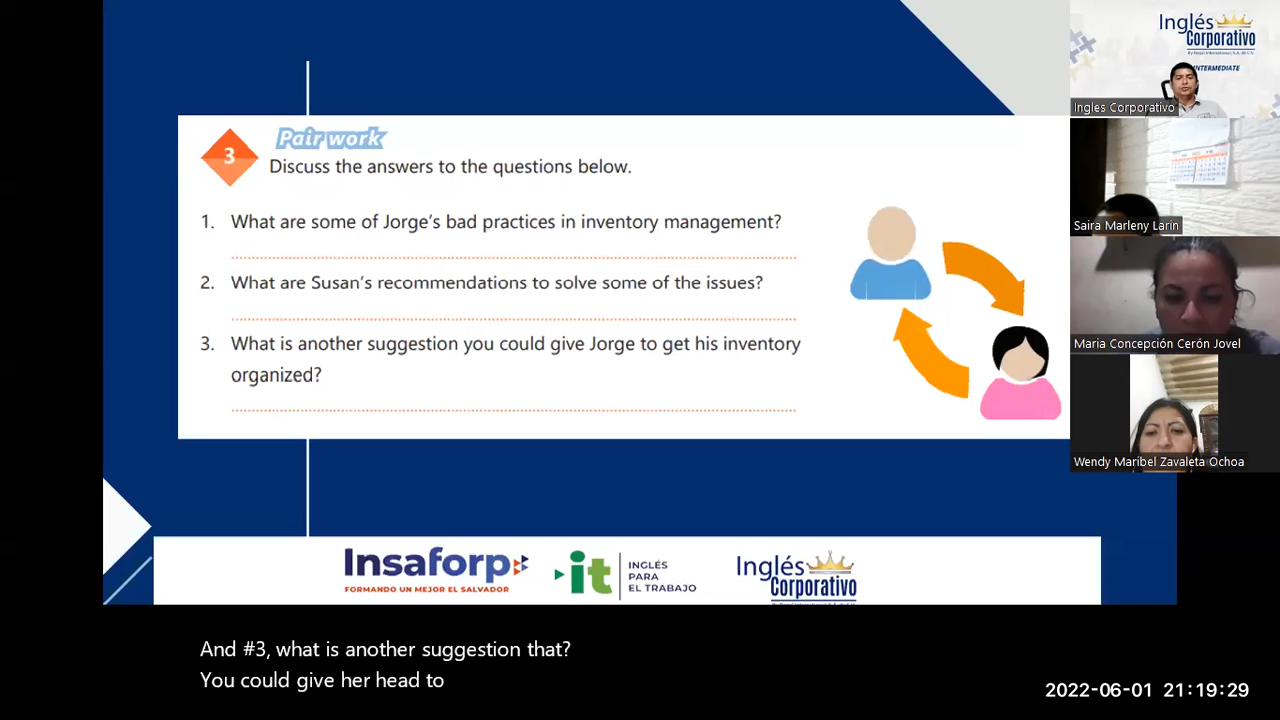 3
Pair work
Discuss the answers to the questions below.
1. What are some of Jorge's bad practices in inventory management?
2. What are Susan's recommendations to solve some of the issues?
3. What is another suggestion you could give Jorge to get his inventory
organized?
Insaforp
FORMANDO UN MEJOR EL SALVADOR
it
INGLÉS
PARA
EL TRABAJO
Inglés
Corporativo
Inglés
Corporativo
INTERMEDIATE
Ingles Corporativo
Saira Marleny Larin
Maria Concepción Cerón Jovel
Wendy Maribel Zavaleta Ochoa
And #3, what is another suggestion that?
You could give her head to
2022-06-01 21:19:29